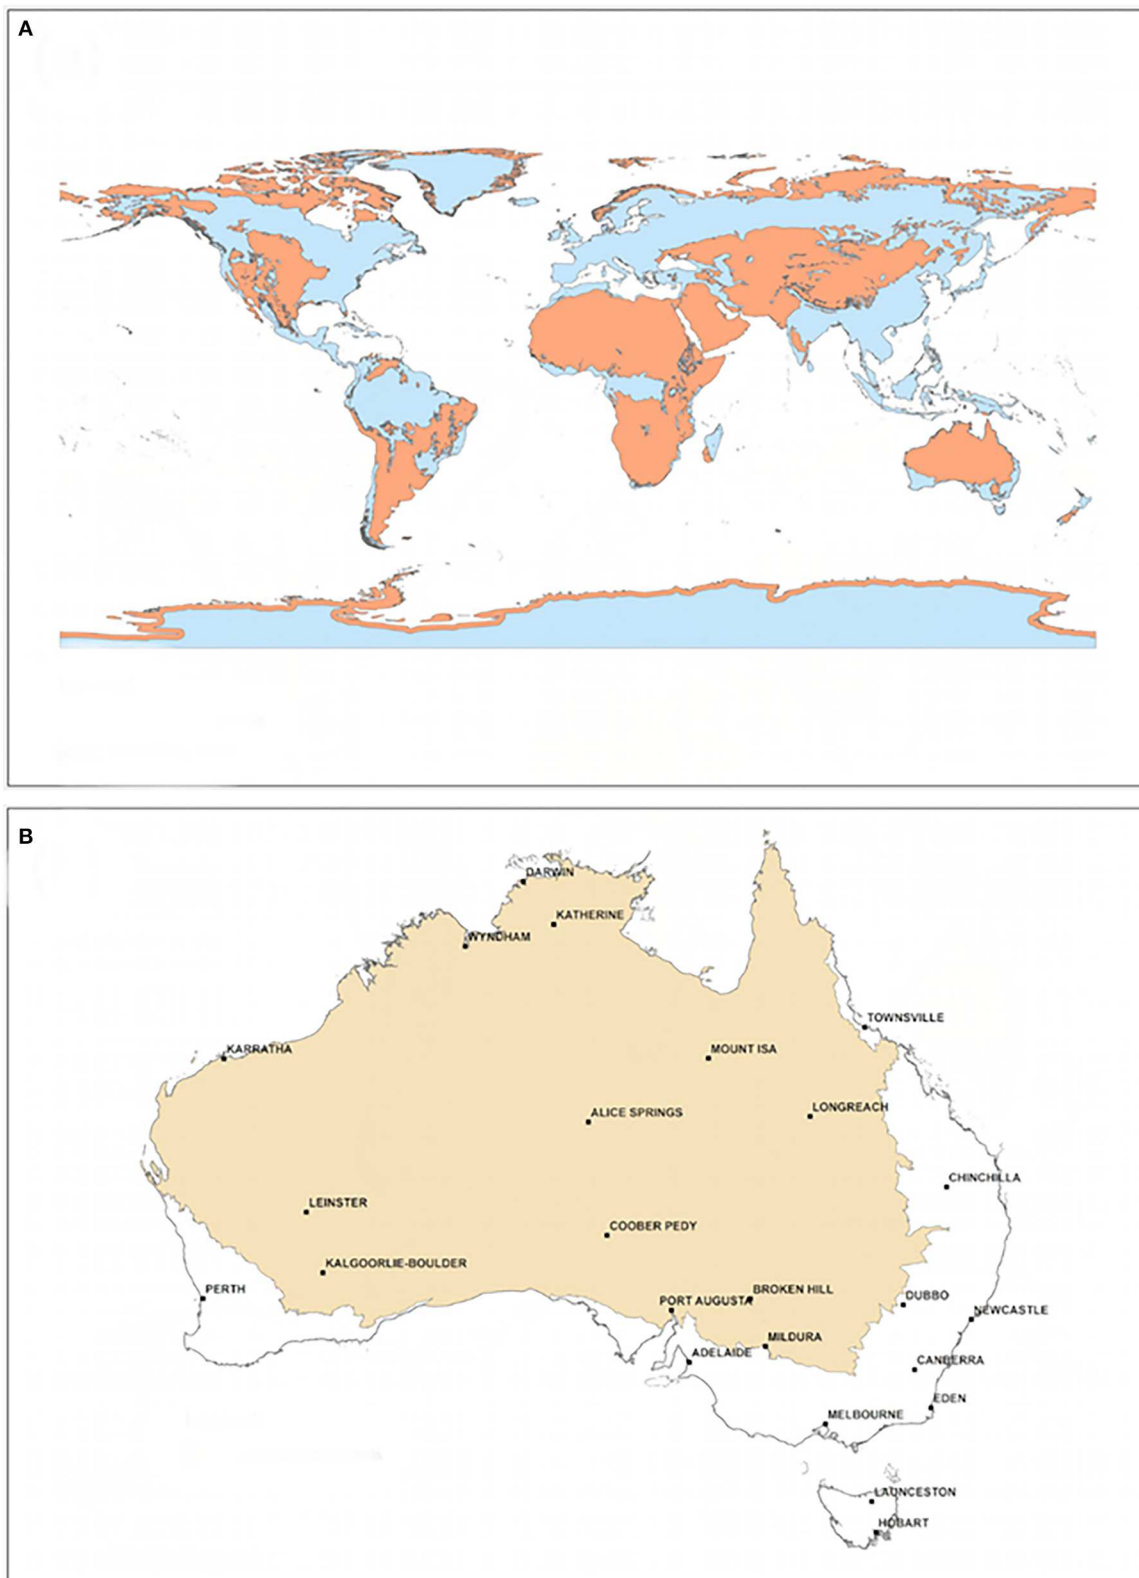 A
B
DARWIN
KATHERINE
WYNDHAM
TOWNSVILLE
KARRATHA
MOUNT ISA
LONGREACH
ALICE SPRINGS
CHINCHILLA
LEINSTER
COOBER PEDY
KALGOORLIE-BOULDER
PERTH
BROKEN HILL
PORT AUGUSTA
DUBBO
NEWCASTLE
MILDURA
ADELAIDE
CANBERRA
EDEN
MELBOURNE
LAUNCESTON
HOBART